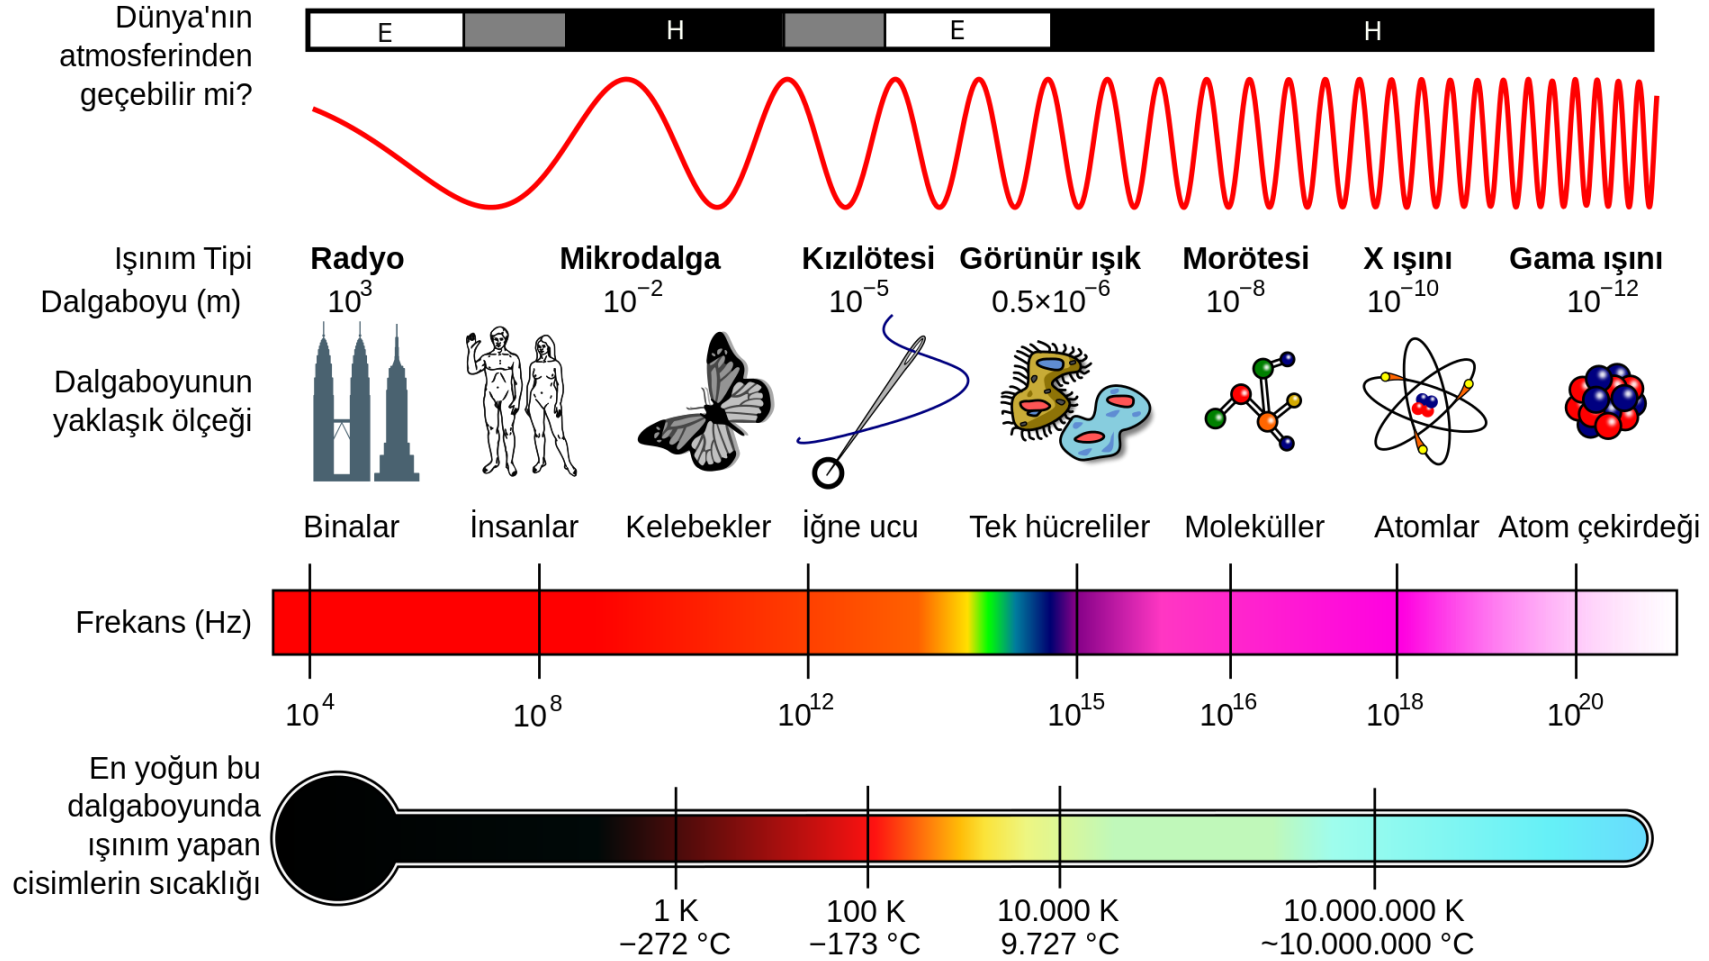 Dünya'nın
atmosferinden
geçebilir mi?
E H E H
Işınım Tipi Radyo Mikrodalga Kızılötesi Görünür ışık Morötesi X ışını Gama ışını
Dalgaboyu (m) 10³ 10⁻² 10⁻⁵ 0.5×10⁻⁶ 10⁻⁸ 10⁻¹⁰ 10⁻¹²
Dalgaboyunun
yaklaşık ölçeği
Binalar İnsanlar Kelebekler İğne ucu Tek hücreliler Moleküller Atomlar Atom çekirdeği
Frekans (Hz)
10⁴ 10⁸ 10¹² 10¹⁵ 10¹⁶ 10¹⁸ 10²⁰
En yoğun bu
dalgaboyunda
ışınım yapan
cisimlerin sıcaklığı
1 K 100 K 10.000 K 10.000.000 K
−272 °C −173 °C 9.727 °C ~10.000.000 °C